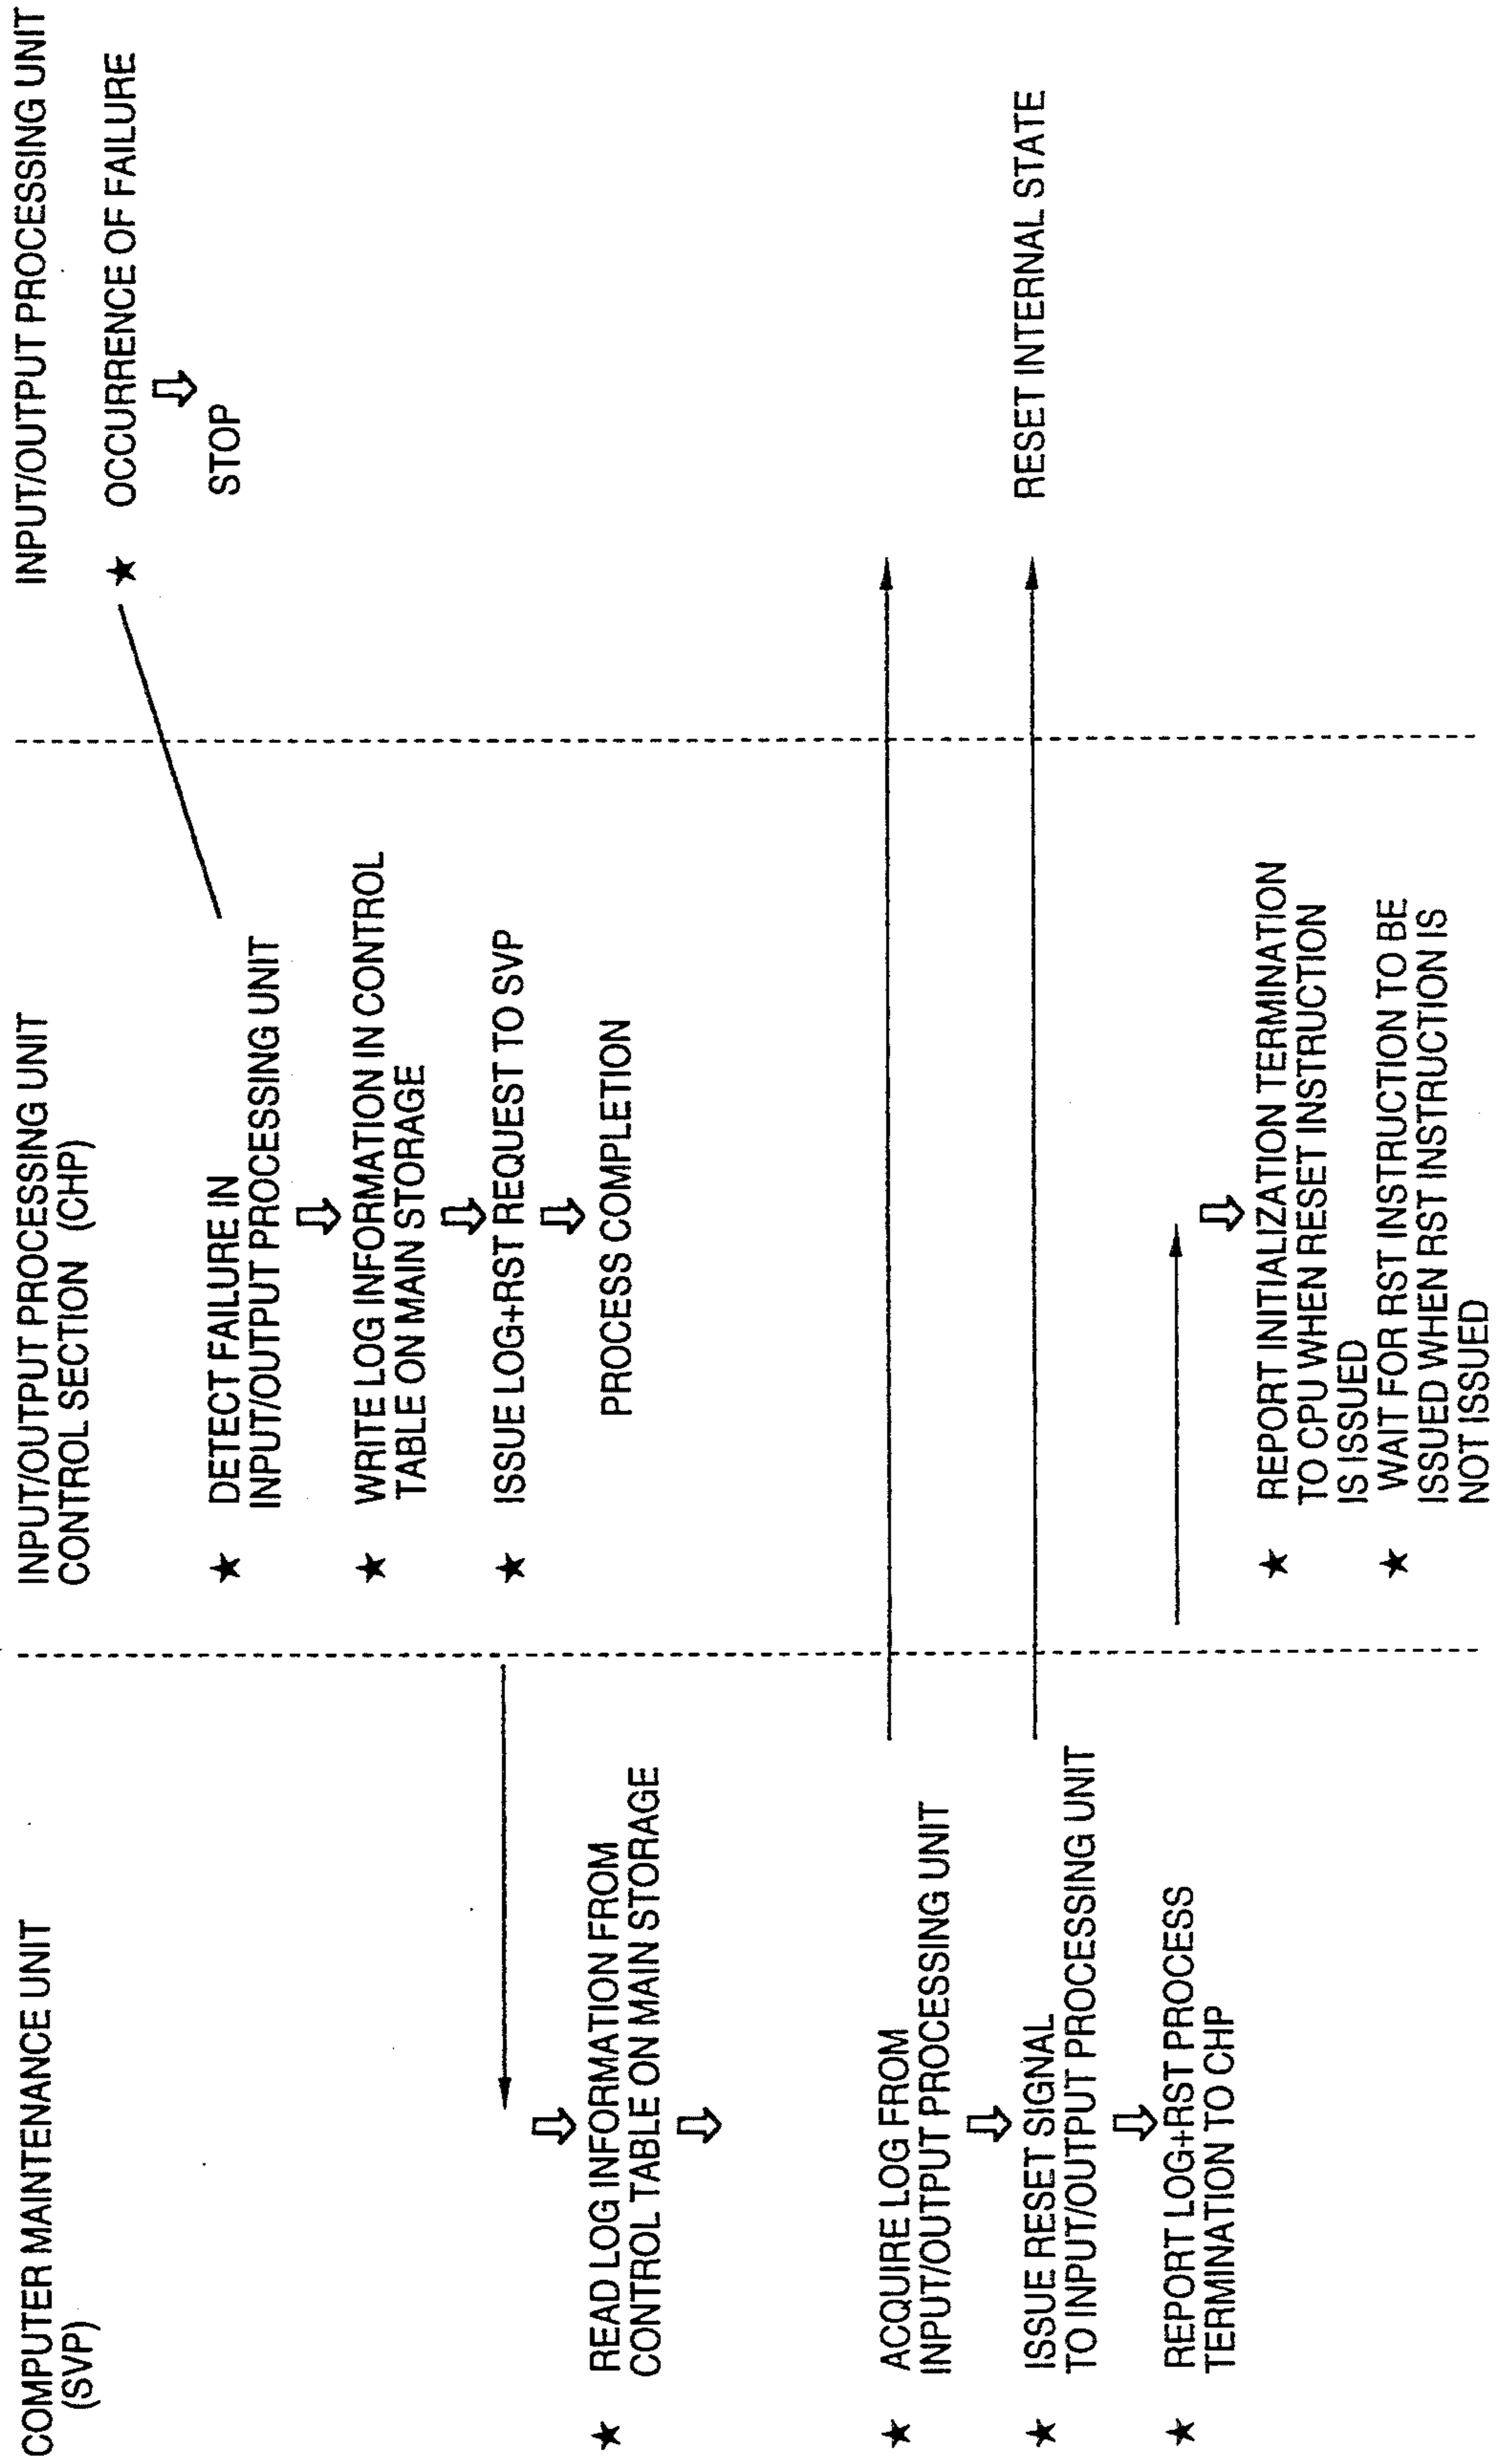 COMPUTER MAINTENANCE UNIT
(SVP)
INPUT/OUTPUT PROCESSING UNIT
CONTROL SECTION (CHP)
INPUT/OUTPUT PROCESSING UNIT
★ OCCURRENCE OF FAILURE
STOP
★ DETECT FAILURE IN
INPUT/OUTPUT PROCESSING UNIT
★ WRITE LOG INFORMATION IN CONTROL
TABLE ON MAIN STORAGE
★ ISSUE LOG+RST REQUEST TO SVP
PROCESS COMPLETION
★ READ LOG INFORMATION FROM
CONTROL TABLE ON MAIN STORAGE
★ ACQUIRE LOG FROM
INPUT/OUTPUT PROCESSING UNIT
★ ISSUE RESET SIGNAL
TO INPUT/OUTPUT PROCESSING UNIT
RESET INTERNAL STATE
★ REPORT LOG+RST PROCESS
TERMINATION TO CHP
★ REPORT INITIALIZATION TERMINATION
TO CPU WHEN RESET INSTRUCTION
IS ISSUED
★ WAIT FOR RST INSTRUCTION TO BE
ISSUED WHEN RST INSTRUCTION IS
NOT ISSUED